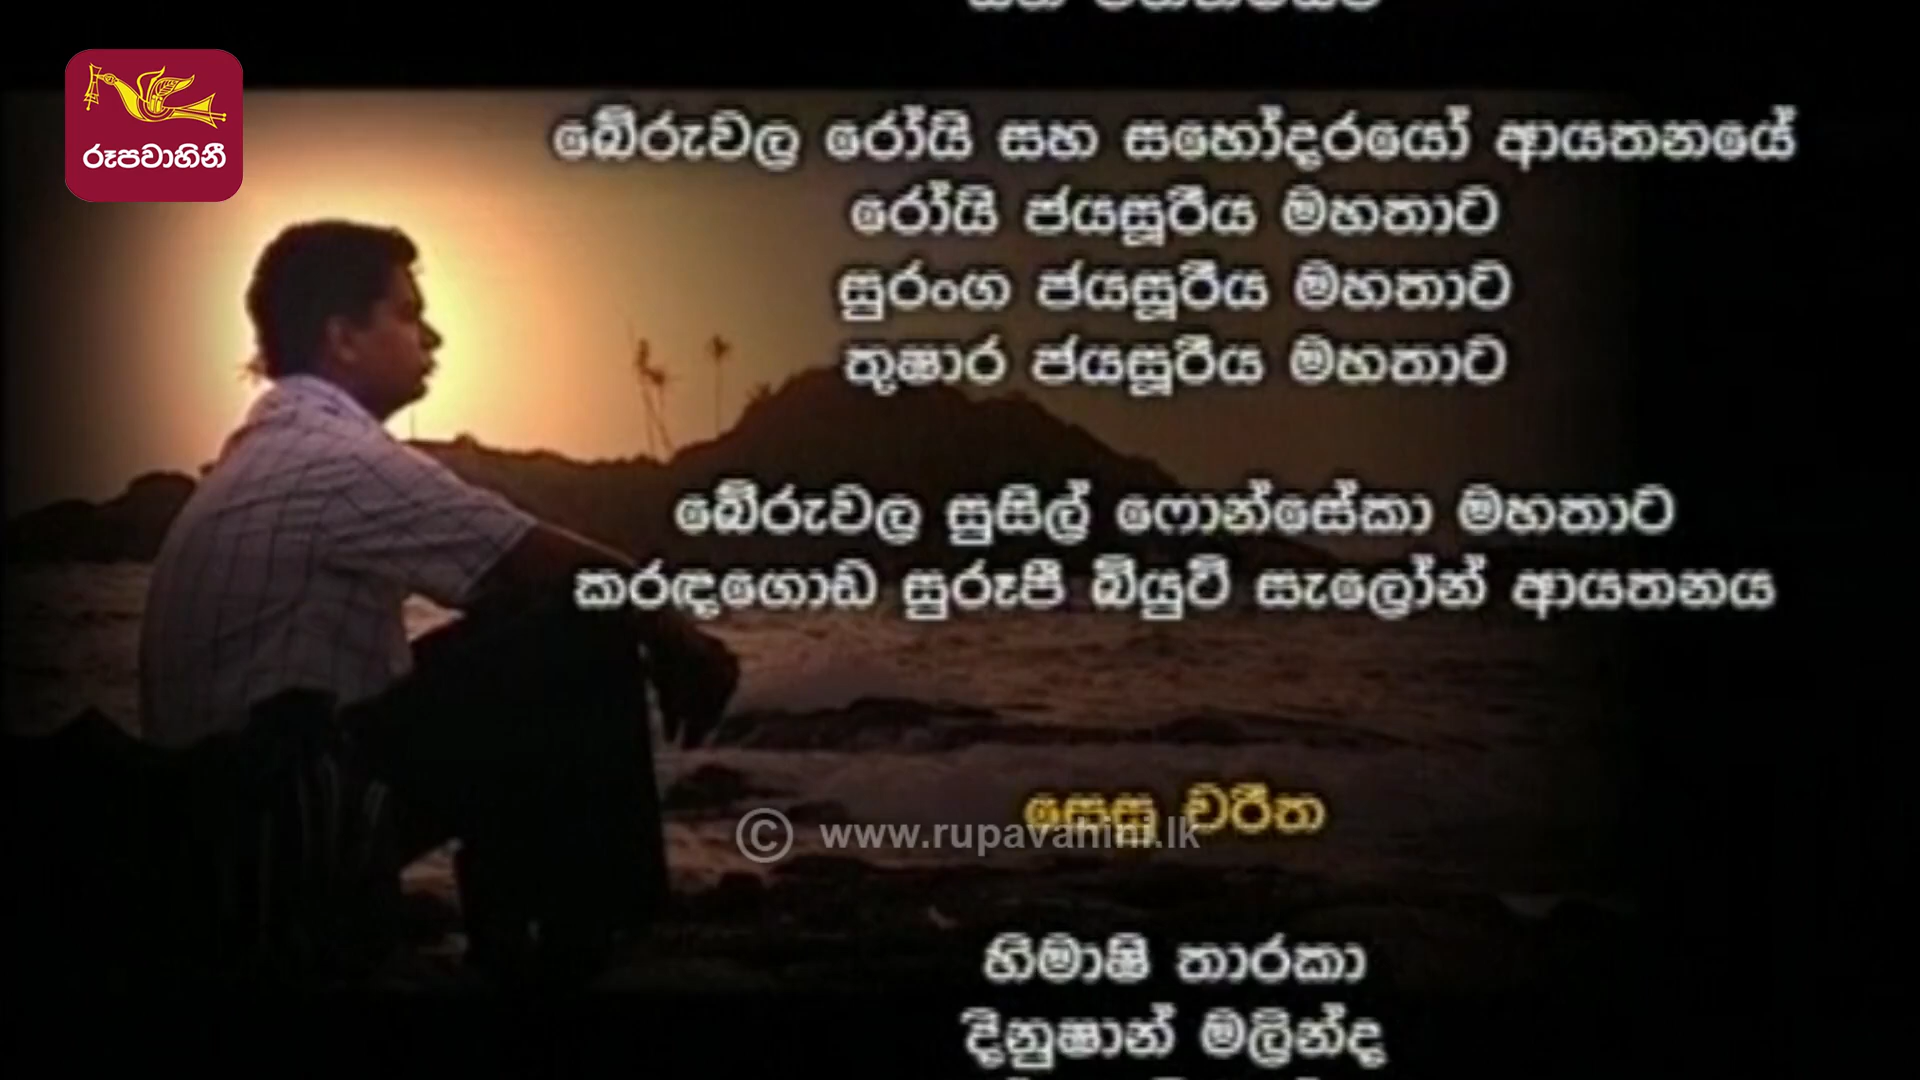 රූපවාහිනී
බේරුවල රෝයි සහ සහෝදරයෝ ආයතනයේ
රෝයි ජයසූරිය මහතාට
සුරංග ජයසූරිය මහතාට
තුෂාර ජයසූරිය මහතාට
බේරුවල සුසිල් ෆොන්සේකා මහතාට
කරඳගොඩ සුරූපී බියුටි සැලෝන් ආයතනය
සෙසු චරිත
© www.rupavahini.lk
හිමාෂි තාරකා
දිනුෂාන් මලින්ද